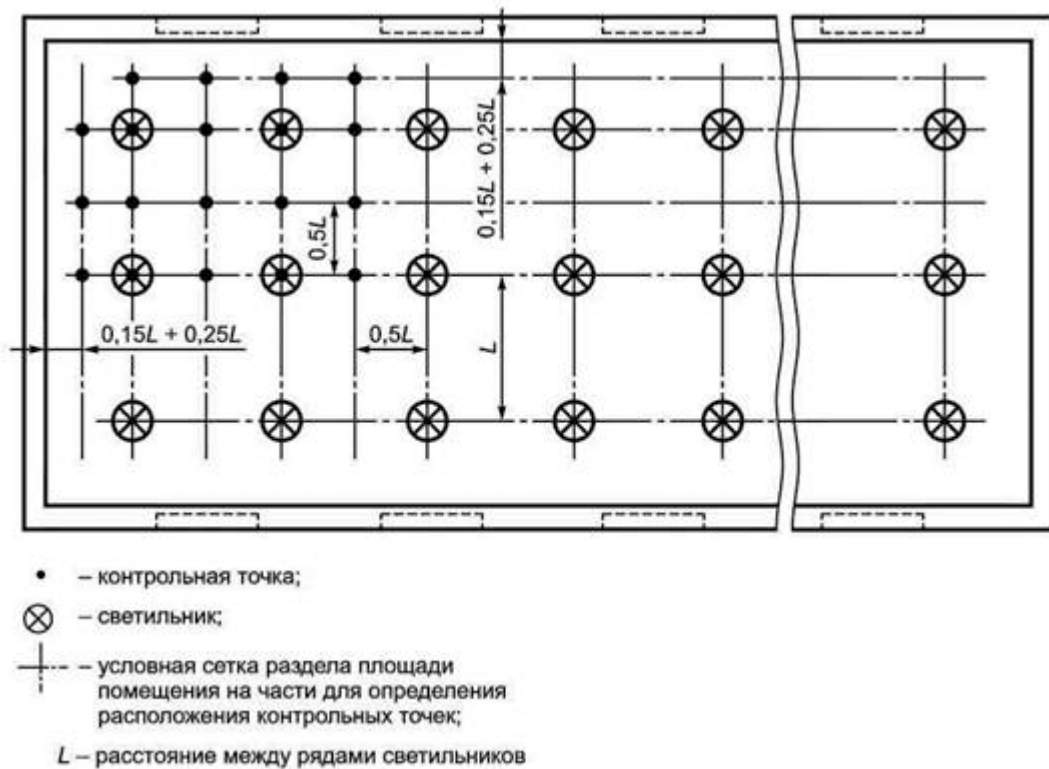 0,15L + 0,25L
0,5L
0,15L + 0,25L
0,5L
L
• – контрольная точка;
– светильник;
– условная сетка раздела площади
помещения на части для определения
расположения контрольных точек;
L – расстояние между рядами светильников